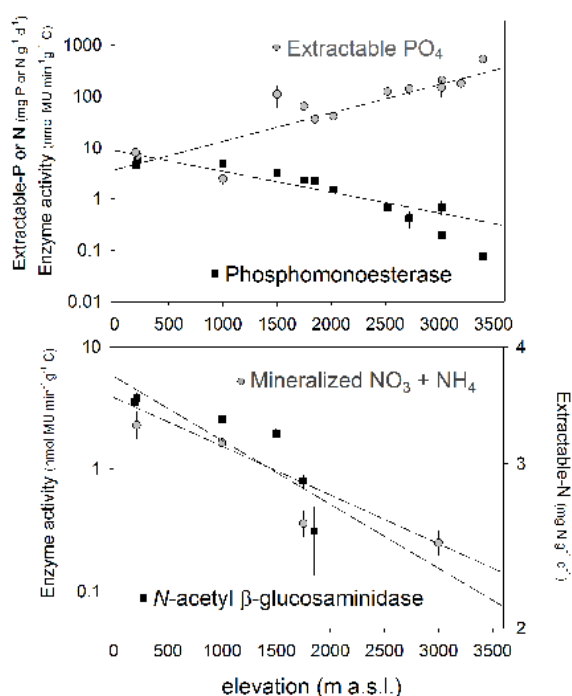 Extractable-P or N (mg P or N g⁻¹ d⁻¹)
Enzyme activity (nmol MU min⁻¹g⁻¹ C)
1000
100
10
1
0.1
0.01
Extractable PO₄
Phosphomonoesterase
0 500 1000 1500 2000 2500 3000 3500
Enzyme activity (nmol MU min⁻¹g⁻¹ C)
10
1
0.1
Mineralized NO₃ + NH₄
N-acetyl β-glucosaminidase
4
3
2
Extractable-N
(mg N g⁻¹ c⁻¹)
0 500 1000 1500 2000 2500 3000 3500
elevation (m a.s.l.)